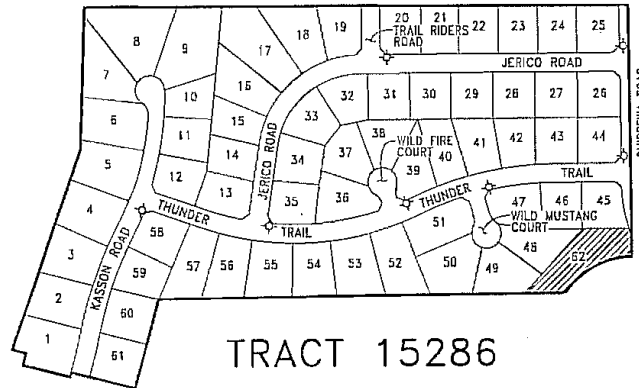 20 21 22 23 24 25
19
TRAIL RIDERS
ROAD
18
17
8
9
7
JERICO ROAD
16
10
32 31 30 29 28 27 26
6
33
15
11
38
WILD FIRE
COURT
41 42 43 44
14
34
37
39 40
5
JERICO ROAD
12
13
35
36
THUNDER
TRAIL
4
THUNDER
TRAIL
47 46 45
58
51
WILD MUSTANG
COURT
KASSON ROAD
3
59
57 56 55 54 53 52 50 49 48 62
2
60
1
61
TRACT 15286